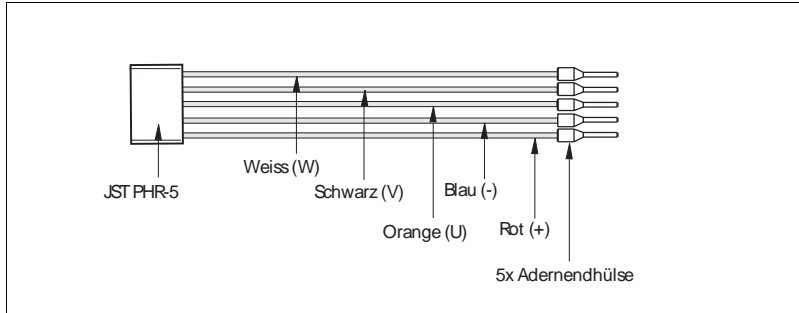 JST PHR-5
Weiss (W)
Schwarz (V)
Orange (U)
Blau (-)
Rot (+)
5x Adernendhülse